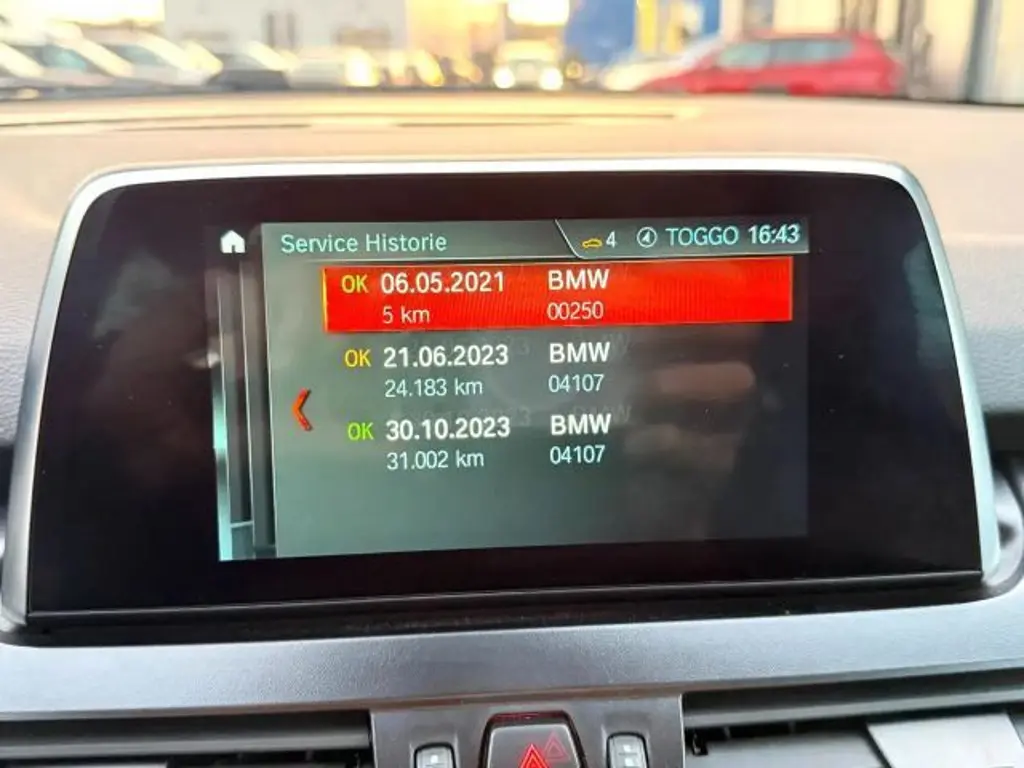 Service Historie 4 TOGGO 16:43
OK 06.05.2021 BMW
5 km 00250
OK 21.06.2023 BMW
24.183 km 04107
OK 30.10.2023 BMW
31.002 km 04107